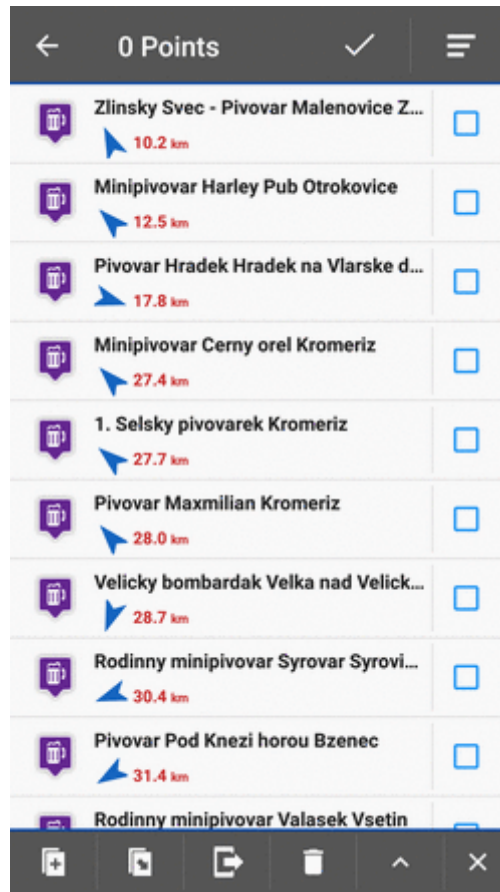 0 Points
Zlinsky Svec - Pivovar Malenovice Z...
10.2 km
Minipivovar Harley Pub Otrokovice
12.5 km
Pivovar Hradek Hradek na Vlarske d...
17.8 km
Minipivovar Cerny orel Kromeriz
27.4 km
1. Selsky pivovarek Kromeriz
27.7 km
Pivovar Maxmilian Kromeriz
28.0 km
Velicky bombardak Velka nad Velick...
28.7 km
Rodinny minipivovar Syrovar Syrovi...
30.4 km
Pivovar Pod Knezi horou Bzenec
31.4 km
Rodinny minipivovar Valasek Vsetin